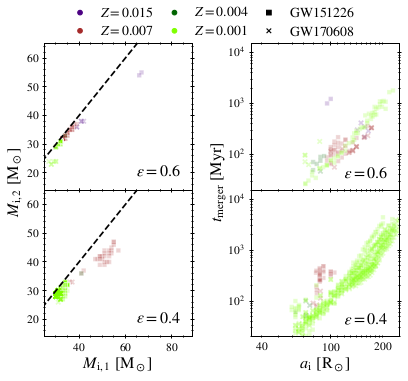 Z = 0.015 Z = 0.004 GW151226
Z = 0.007 Z = 0.001 GW170608
60
50
40
30
20
M_{i,2} [M_⊙]
ε = 0.6
60
50
40
30
20
ε = 0.4
40 60 80
M_{i,1} [M_⊙]
10^4
10^3
10^2
t_{merger} [Myr]
ε = 0.6
10^4
10^3
10^2
ε = 0.4
40 100 200
a_i [R_⊙]